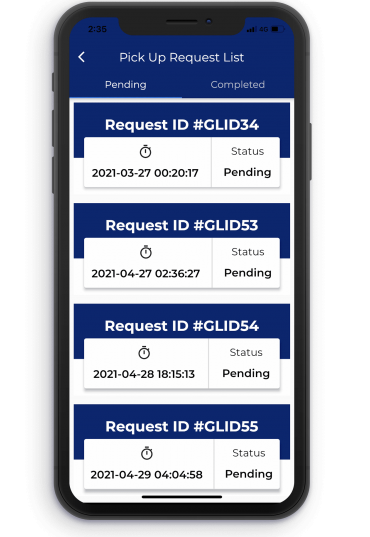 2:35
4G
Pick Up Request List
Pending
Completed
Request ID #GLID34
Status
2021-03-27 00:20:17
Pending
Request ID #GLID53
Status
2021-04-27 02:36:27
Pending
Request ID #GLID54
Status
2021-04-28 18:15:13
Pending
Request ID #GLID55
Status
2021-04-29 04:04:58
Pending